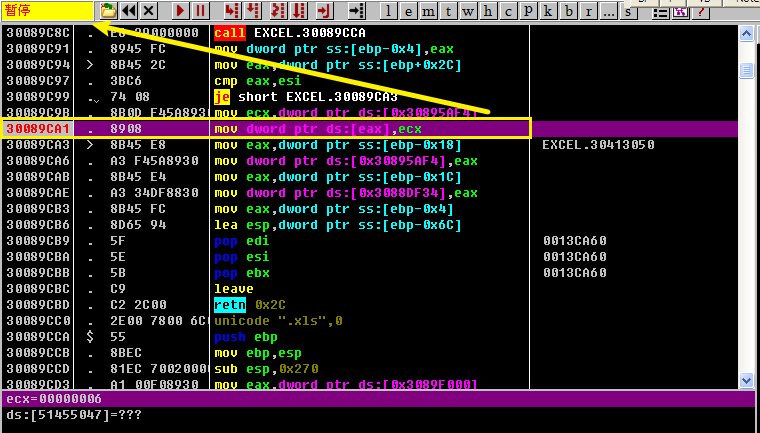 暂停
l e m t w h c p k b r ... s
30089C8C . E8 39000000 call EXCEL.30089CCA
30089C91 . 8945 FC mov dword ptr ss:[ebp-0x4],eax
30089C94 > 8B45 2C mov eax,dword ptr ss:[ebp+0x2C]
30089C97 . 3BC6 cmp eax,esi
30089C99 .v 74 08 je short EXCEL.30089CA3
30089C9B . 8B0D F45A8930 mov ecx,dword ptr ds:[0x30895AF4]
30089CA1 . 8908 mov dword ptr ds:[eax],ecx
30089CA3 > 8B45 E8 mov eax,dword ptr ss:[ebp-0x18] EXCEL.30413050
30089CA6 . A3 F45A8930 mov dword ptr ds:[0x30895AF4],eax
30089CAB . 8B45 E4 mov eax,dword ptr ss:[ebp-0x1C]
30089CAE . A3 34DF8830 mov dword ptr ds:[0x3088DF34],eax
30089CB3 . 8B45 FC mov eax,dword ptr ss:[ebp-0x4]
30089CB6 . 8D65 94 lea esp,dword ptr ss:[ebp-0x6C]
30089CB9 . 5F pop edi 0013CA60
30089CBA . 5E pop esi 0013CA60
30089CBB . 5B pop ebx 0013CA60
30089CBC . C9 leave
30089CBD . C2 2C00 retn 0x2C
30089CC0 . 2E00 7800 6C0 unicode ".xls",0
30089CCA $ 55 push ebp
30089CCB . 8BEC mov ebp,esp
30089CCD . 81EC 70020000 sub esp,0x270
30089CD3 . A1 00F08930 mov eax,dword ptr ds:[0x3089F000]
ecx=00000006
ds:[51455047]=???